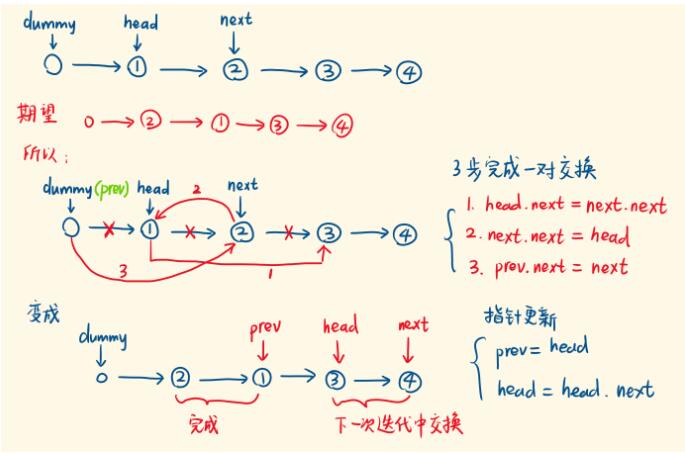 dummy head next
0 → ① → ② → ③ → ④
期望 0 → ② → ① → ③ → ④
所以：
3步完成一对交换
dummy(prev) head 2 next
0 ① ② ③ → ④
3 1
1. head.next = next.next
2. next.next = head
3. prev.next = next
变成
dummy prev head next
0 → ② → ① → ③ → ④
完成 下一次迭代中交换
指针更新
prev = head
head = head.next